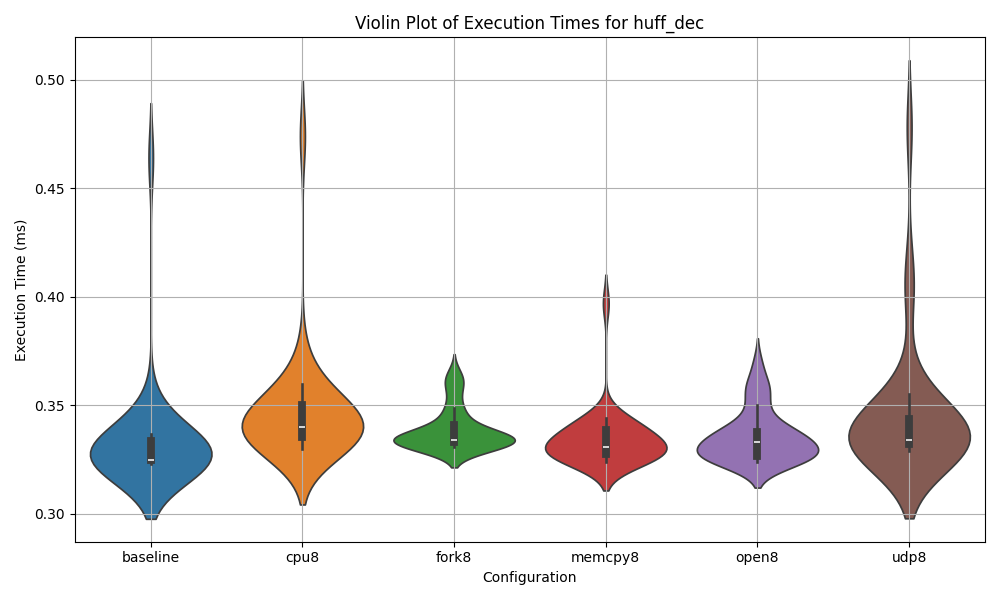 Violin Plot of Execution Times for huff_dec
Execution Time (ms)
0.50
0.45
0.40
0.35
0.30
baseline
cpu8
fork8
memcpy8
open8
udp8
Configuration